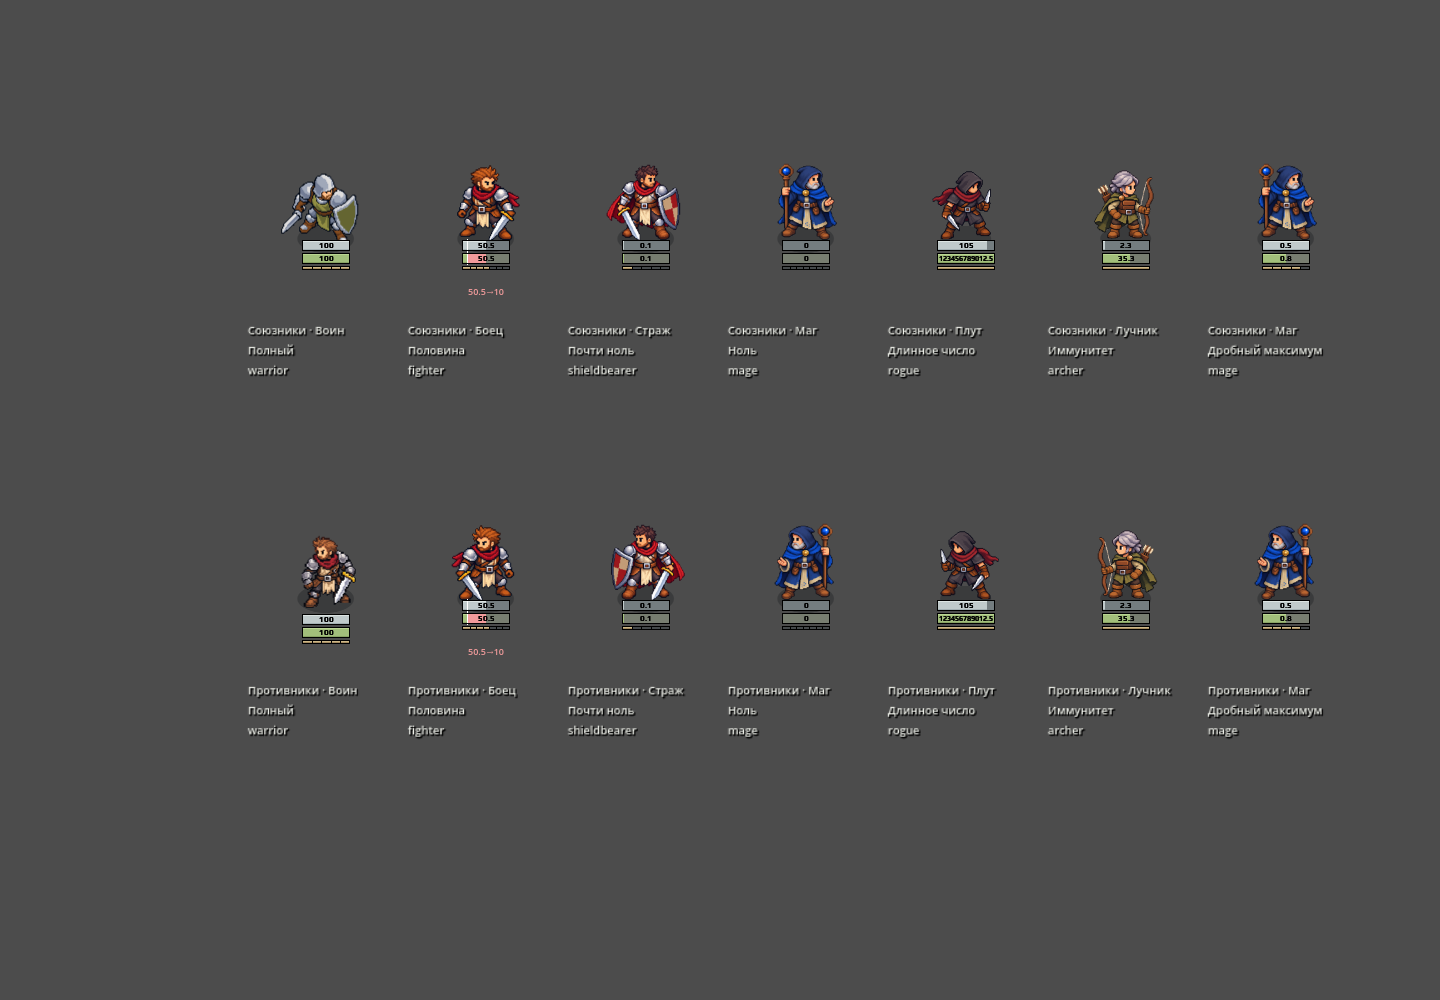 100 50.5 0.1 0 105 2.3 0.5
100 50.5 0.1 0 123456789012.5 35.3 0.8
50.5→10
Союзники · Воин Союзники · Боец Союзники · Страж Союзники · Маг Союзники · Плут Союзники · Лучник Союзники · Маг
Полный Половина Почти ноль Ноль Длинное число Иммунитет Дробный максимум
warrior fighter shieldbearer mage rogue archer mage
50.5 0.1 0 105 2.3 0.5
100 50.5 0.1 0 123456789012.5 35.3 0.8
100
50.5→10
Противники · Воин Противники · Боец Противники · Страж Противники · Маг Противники · Плут Противники · Лучник Противники · Маг
Полный Половина Почти ноль Ноль Длинное число Иммунитет Дробный максимум
warrior fighter shieldbearer mage rogue archer mage